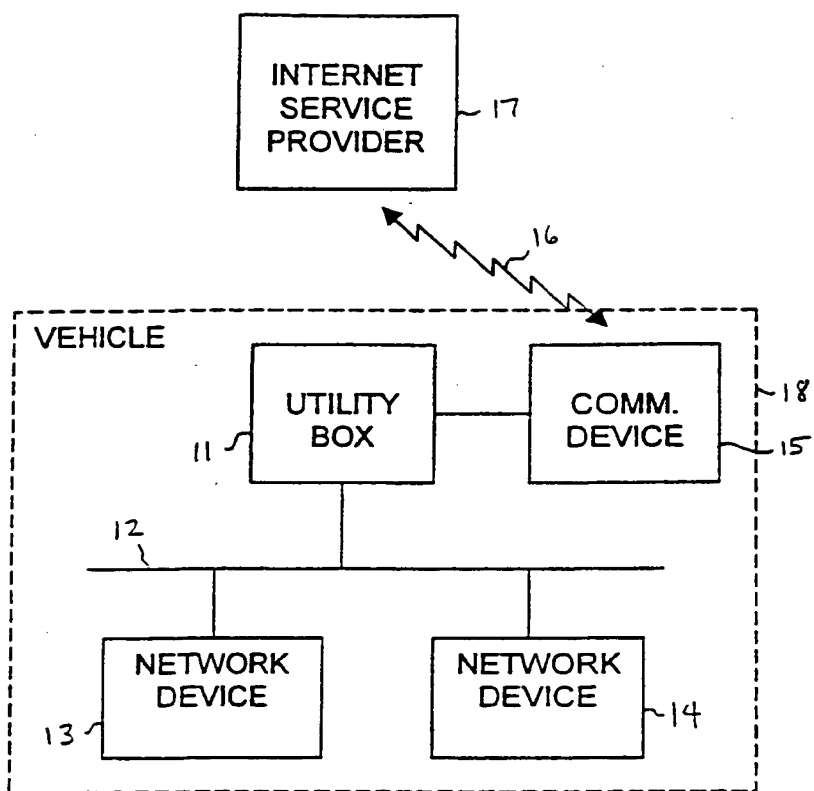 INTERNET
SERVICE
PROVIDER
17
16
VEHICLE
18
UTILITY
BOX
COMM.
DEVICE
11
15
12
NETWORK
DEVICE
NETWORK
DEVICE
13
14